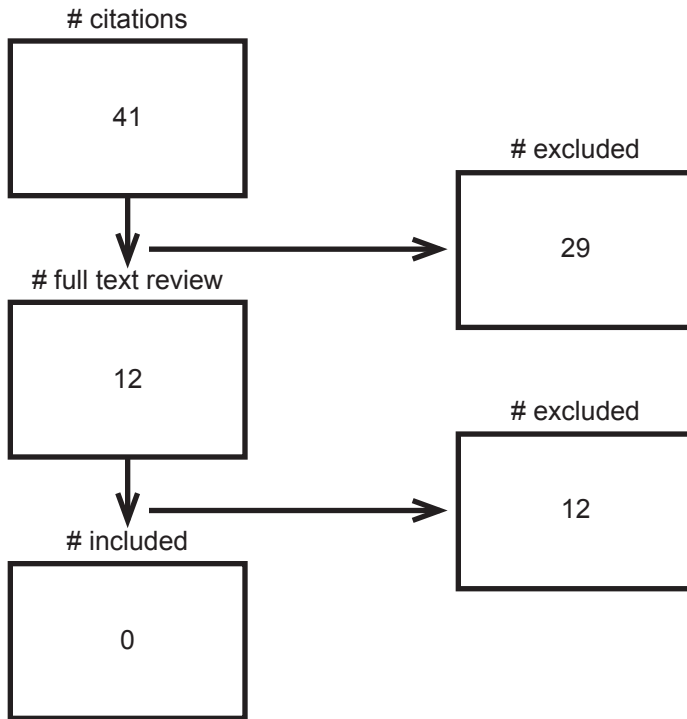 # citations
41
# excluded
29
# full text review
12
# excluded
12
# included
0